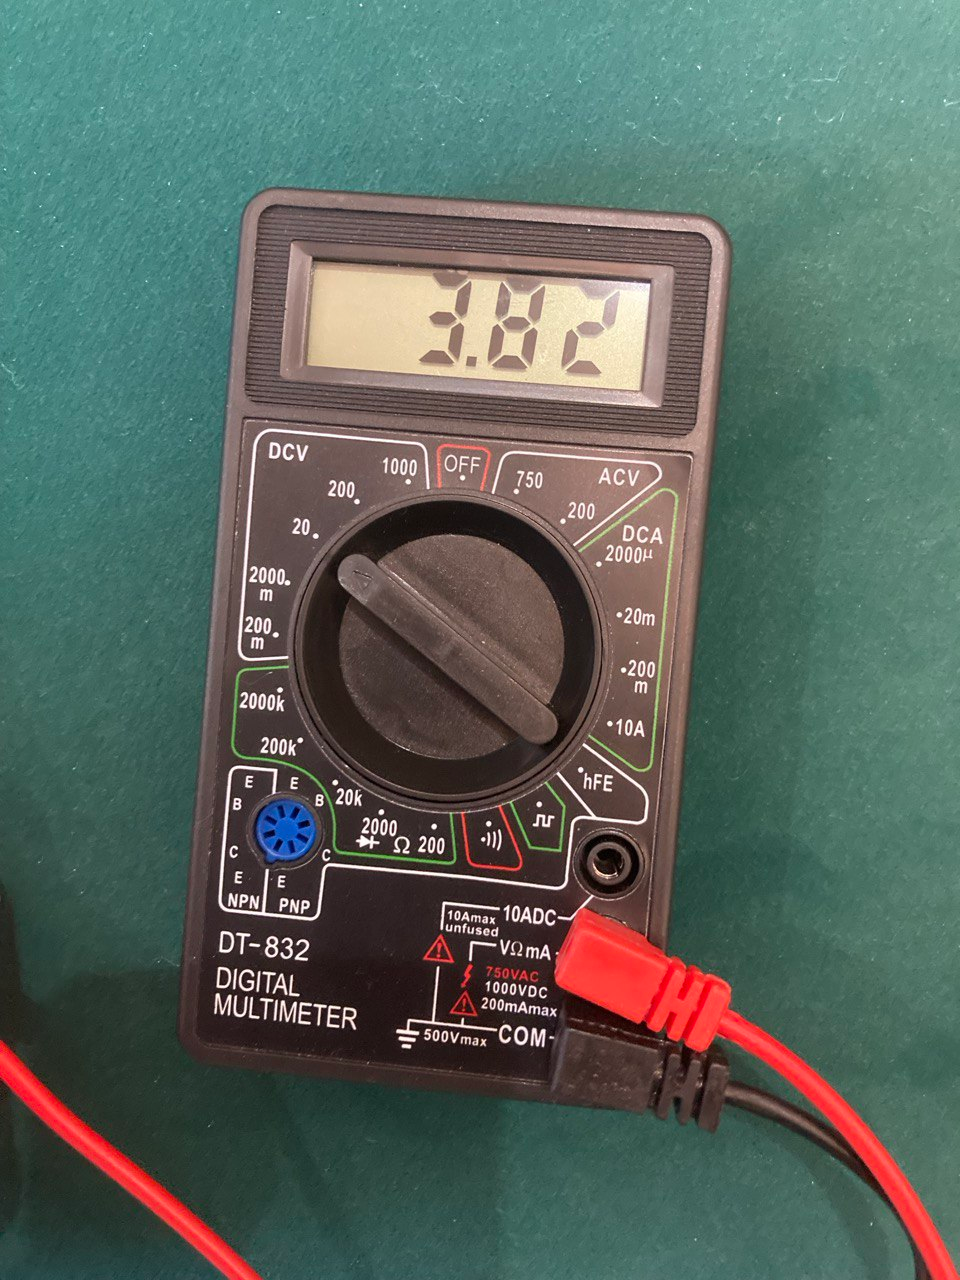 3.82
DCV
1000
OFF
750
ACV
200
200
DCA
20
2000µ
2000
m
20m
200
m
200
m
2000k
10A
200k
hFE
20k
2000
Ω
200
E
E
B
B
C
C
E
E
NPN
PNP
10Amax
unfused
10ADC
VΩmA
DT-832
750VAC
1000VDC
200mAmax
DIGITAL
MULTIMETER
500Vmax
COM